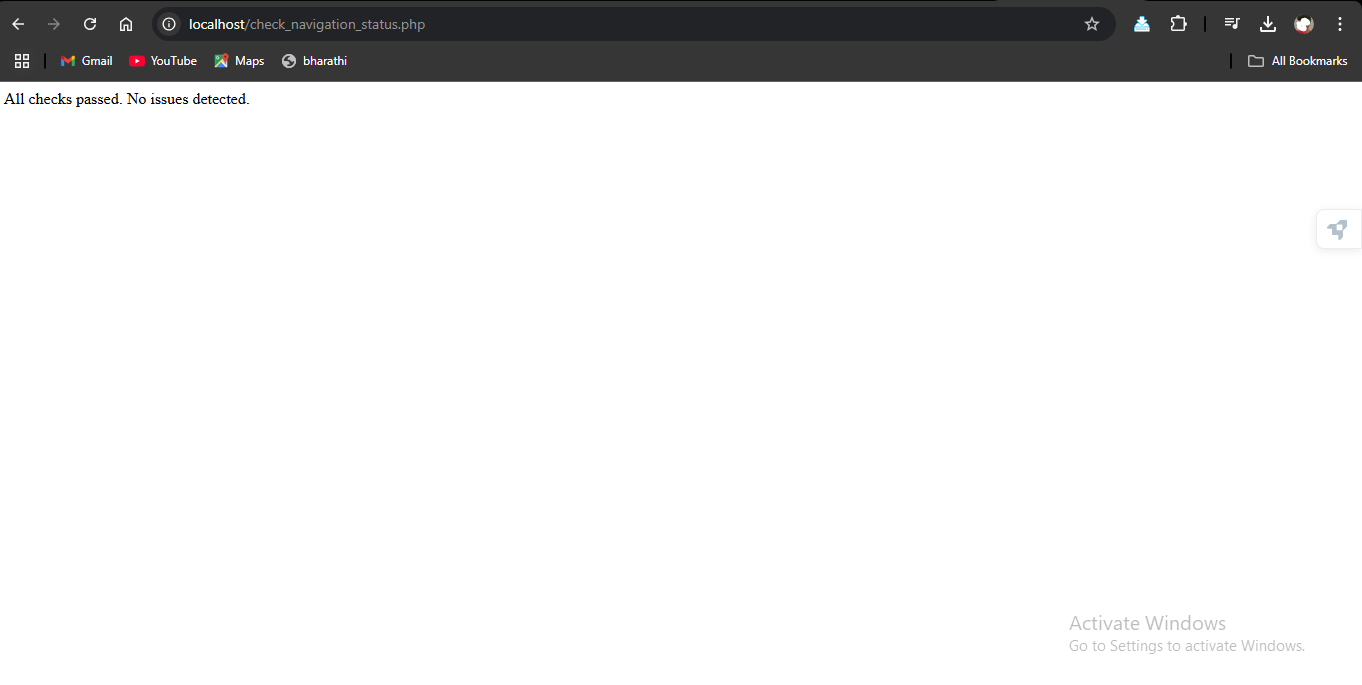 localhost/check_navigation_status.php
Gmail YouTube Maps bharathi All Bookmarks
All checks passed. No issues detected.
Activate Windows
Go to Settings to activate Windows.